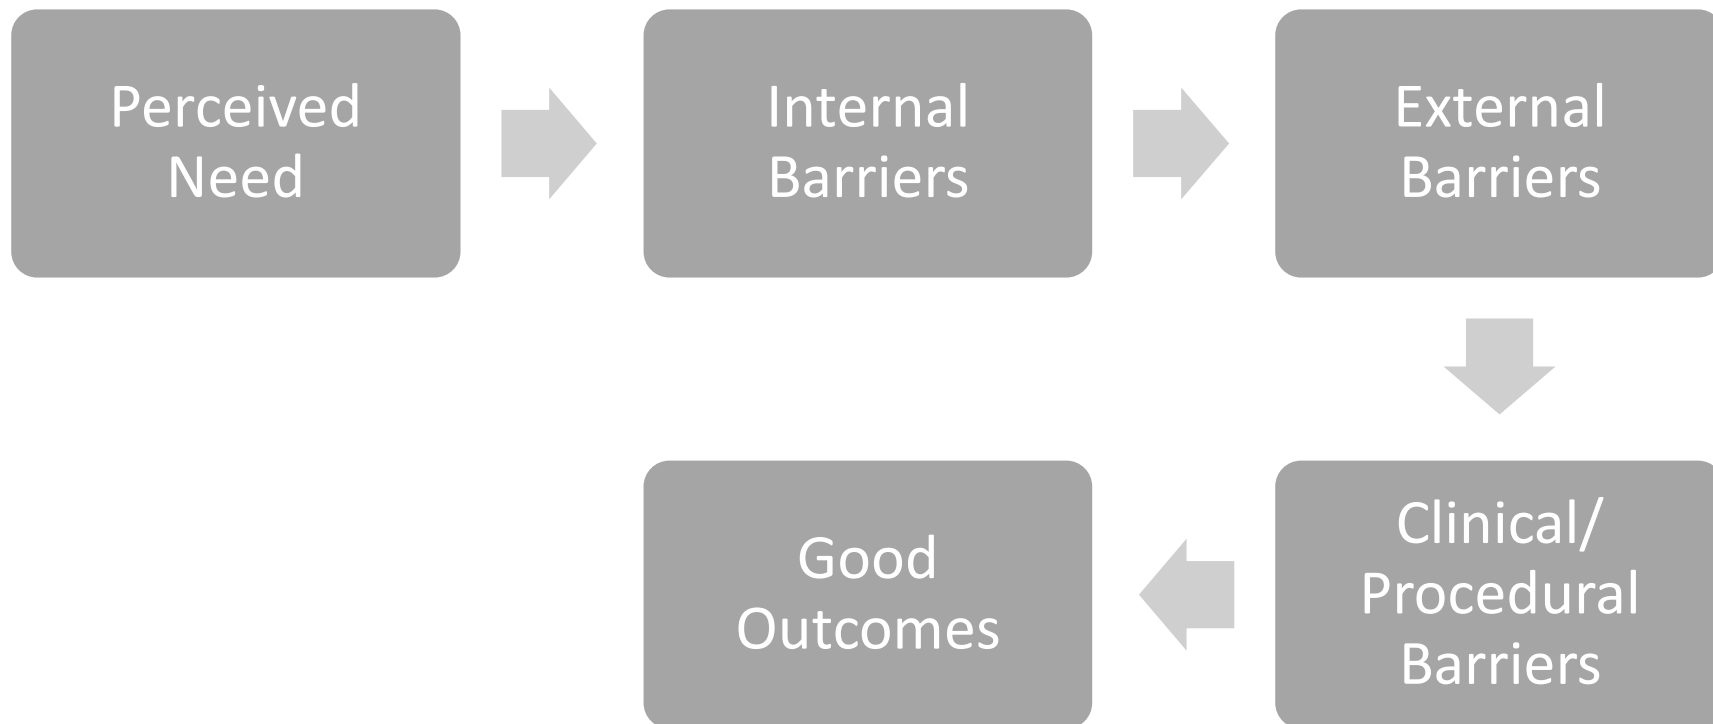 Perceived
Need
Internal
Barriers
External
Barriers
Clinical/
Procedural
Barriers
Good
Outcomes